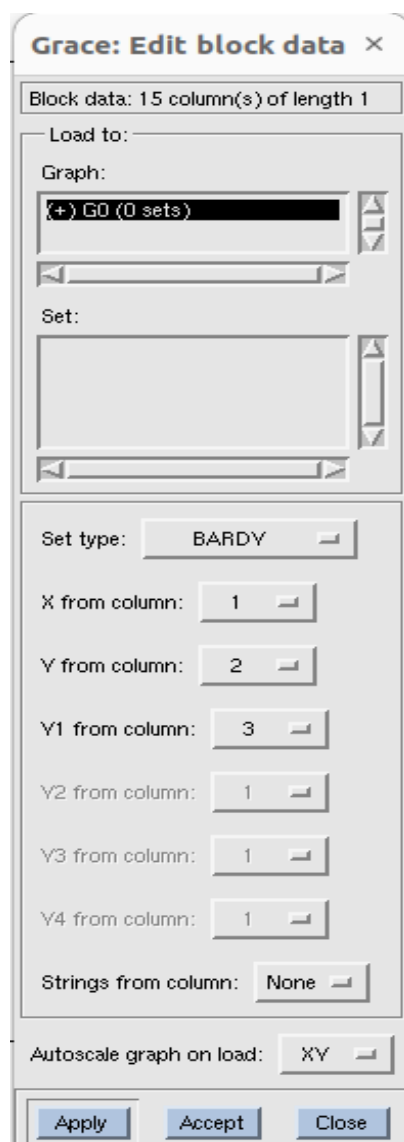 Grace: Edit block data ×
Block data: 15 column(s) of length 1
Load to:
Graph:
(+) G0 (0 sets)
Set:
Set type: BARDY
X from column: 1
Y from column: 2
Y1 from column: 3
Y2 from column: 1
Y3 from column: 1
Y4 from column: 1
Strings from column: None
Autoscale graph on load: XY
Apply Accept Close